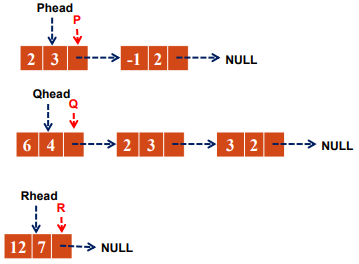 Phead
P
2 3 -1 2 NULL
Qhead
Q
6 4 2 3 3 2 NULL
Rhead
R
12 7 NULL